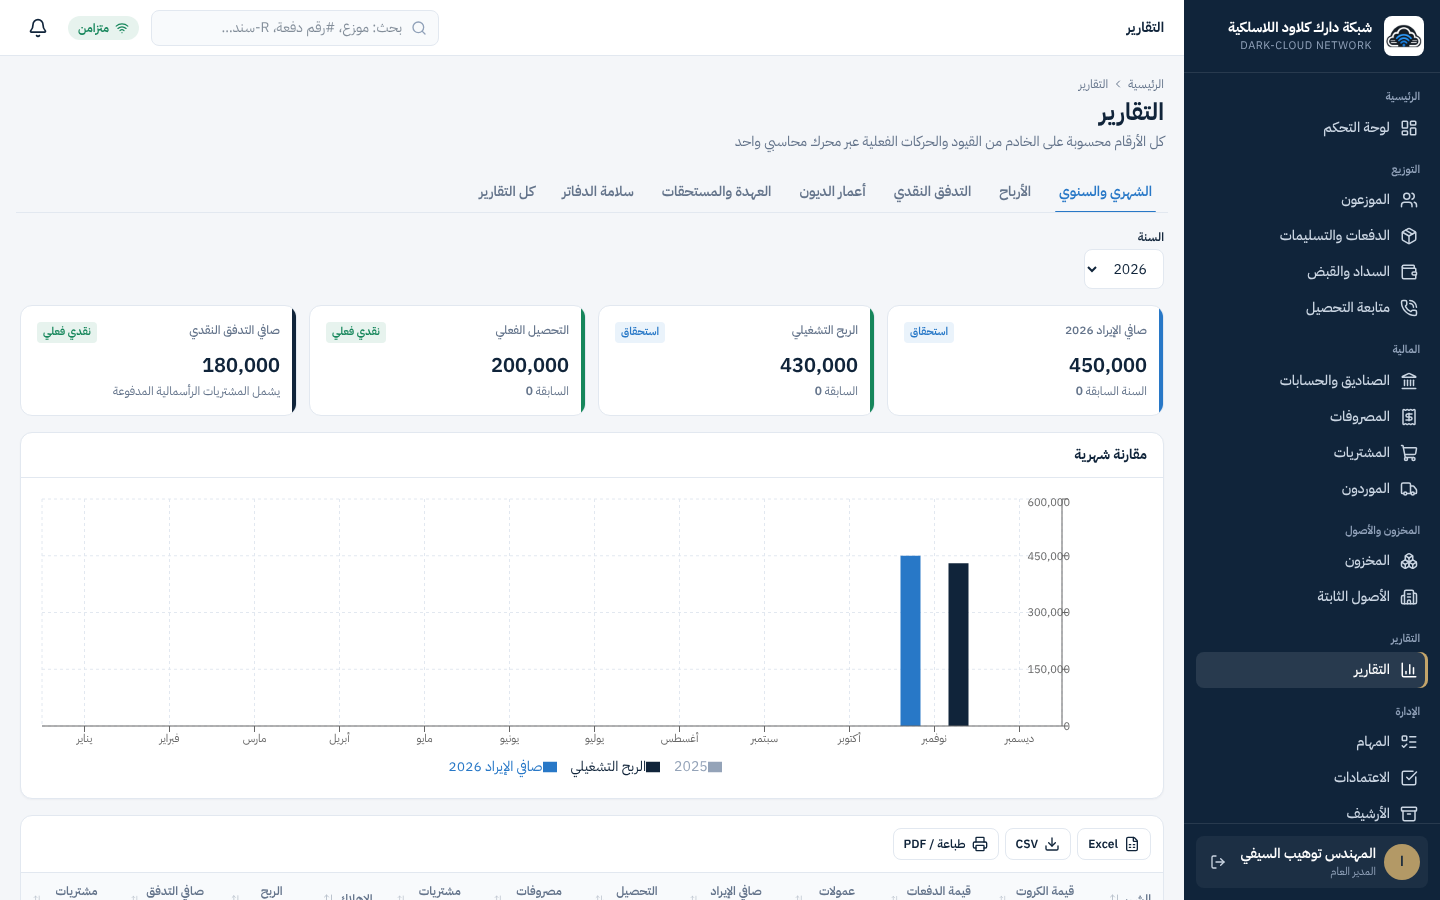 شبكة دارك كلاود اللاسلكية
DARK-CLOUD NETWORK
الرئيسية
لوحة التحكم
التوزيع
الموزعون
الدفعات والتسليمات
السداد والقبض
متابعة التحصيل
المالية
الصناديق والحسابات
المصروفات
المشتريات
الموردون
المخزون والأصول
المخزون
الأصول الثابتة
التقارير
التقارير
الإدارة
المهام
الاعتمادات
الأرشيف
المهندس توهيب السيفي
المدير العام
ا
التقارير
بحث: موزع، #رقم دفعة، R-سند...
متزامن
الرئيسية > التقارير
التقارير
كل الأرقام محسوبة على الخادم من القيود والحركات الفعلية عبر محرك محاسبي واحد
الشهري والسنوي الأرباح التدفق النقدي أعمار الديون العهدة والمستحقات سلامة الدفاتر كل التقارير
السنة
2026
صافي الإيراد 2026 استحقاق
450,000
السنة السابقة 0
الربح التشغيلي استحقاق
430,000
السابقة 0
التحصيل الفعلي نقدي فعلي
200,000
السابقة 0
صافي التدفق النقدي نقدي فعلي
180,000
يشمل المشتريات الرأسمالية المدفوعة
مقارنة شهرية
600,000
450,000
300,000
150,000
0
يناير فبراير مارس أبريل مايو يونيو يوليو أغسطس سبتمبر أكتوبر نوفمبر ديسمبر
2025 الربح التشغيلي صافي الإيراد 2026
Excel CSV طباعة / PDF
قيمة الكروت قيمة الدفعات عمولات صافي الإيراد التحصيل مصروفات مشتريات الربح صافي التدفق مشتريات